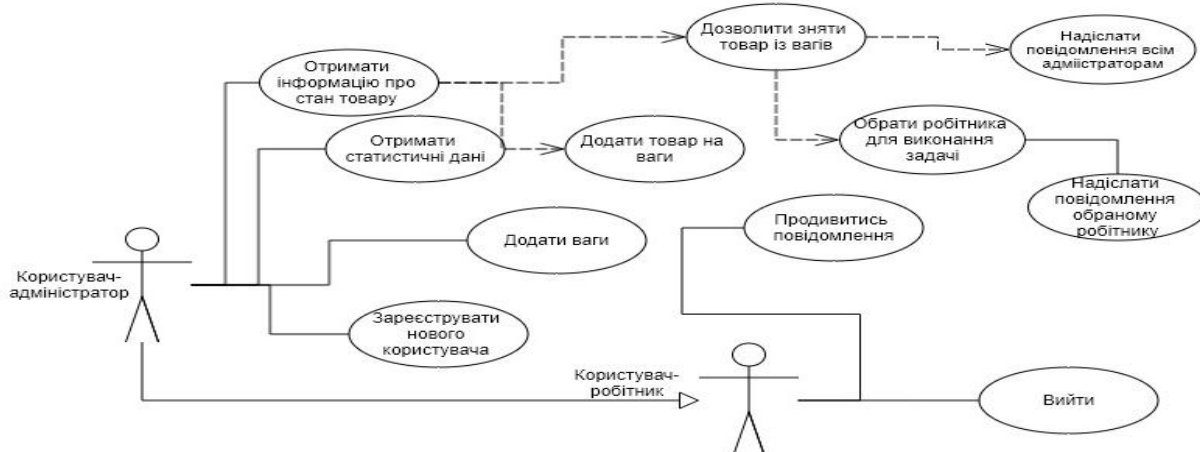 Дозволити зняти
товар із вагів
Надіслати
повідомлення всім
адміістраторам
Отримати
інформацію про
стан товару
Отримати
статистичні дані
Додати товар на
ваги
Обрати робітника
для виконання
задачі
Надіслати
повідомлення
обраному
робітнику
Продивитись
повідомлення
Додати ваги
Користувач-
адміністратор
Зареєструвати
нового
користувача
Користувач-
робітник
Вийти